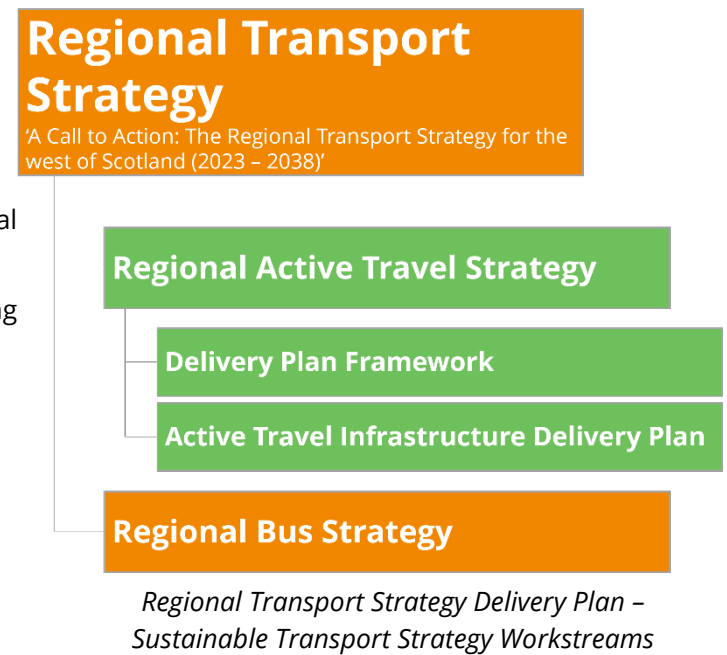 Regional Transport
Strategy
‘A Call to Action: The Regional Transport Strategy for the
west of Scotland (2023 – 2038)’
Regional Active Travel Strategy
Delivery Plan Framework
Active Travel Infrastructure Delivery Plan
Regional Bus Strategy
Regional Transport Strategy Delivery Plan –
Sustainable Transport Strategy Workstreams